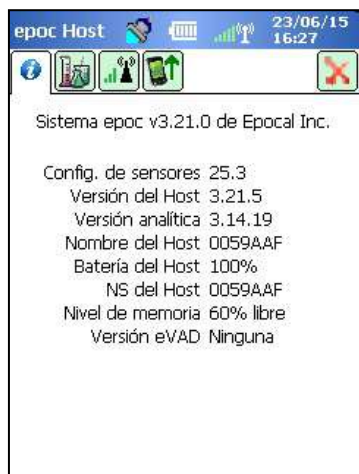 epoc Host
23/06/15
16:27
Sistema epoc v3.21.0 de Epocal Inc.
Config. de sensores 25.3
Versión del Host 3.21.5
Versión analítica 3.14.19
Nombre del Host 0059AAF
Batería del Host 100%
NS del Host 0059AAF
Nivel de memoria 60% libre
Versión eVAD Ninguna